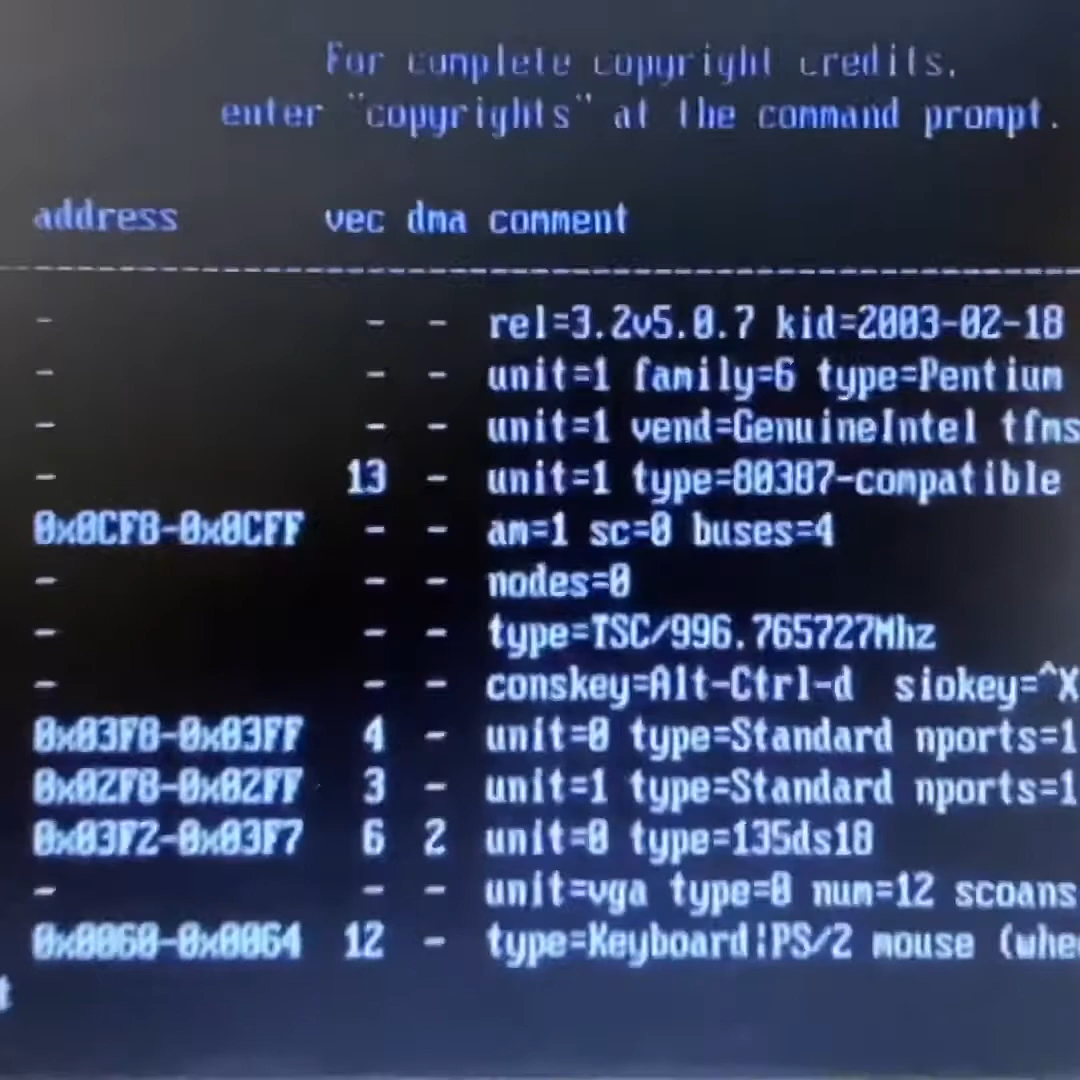 For complete copyright credits,
enter "copyrights" at the command prompt.
address vec dma comment
- - - rel=3.2v5.0.7 kid=2003-02-18
- - - unit=1 family=6 type=Pentium
- - - unit=1 vend=GenuineIntel tfms
- 13 - unit=1 type=80387-compatible
0x0CF8-0x0CFF - - am=1 sc=0 buses=4
- - - nodes=0
- - - type=TSC/996.765727Mhz
- - - conskey=Alt-Ctrl-d siokey=^X
0x03F8-0x03FF 4 - unit=0 type=Standard nports=1
0x02F8-0x02FF 3 - unit=1 type=Standard nports=1
0x03F2-0x03F7 6 2 unit=0 type=135ds18
- - - unit=vga type=0 num=12 scoans
0x0060-0x0064 12 - type=Keyboard|PS/2 mouse (whe